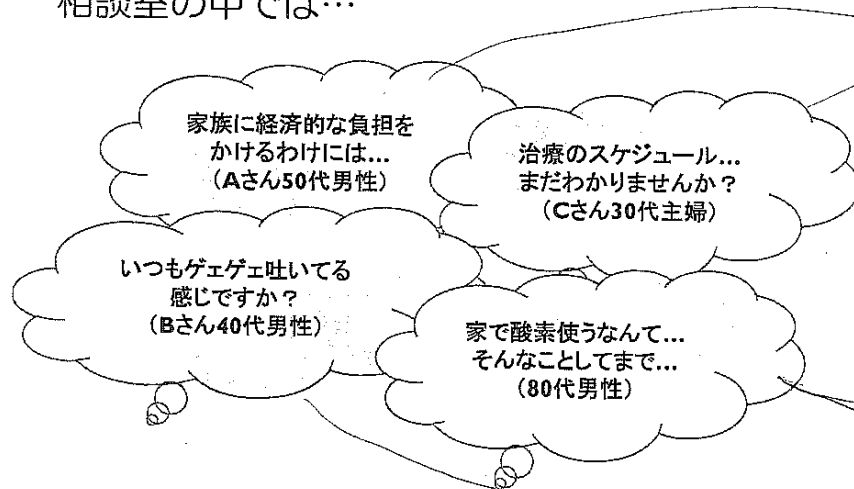 相談室の中では…
家族に経済的な負担を
かけるわけには…
（Aさん50代男性）
治療のスケジュール…
まだわかりませんか？
（Cさん30代主婦）
いつもゲェゲェ吐いてる
感じですか？
（Bさん40代男性）
家で酸素使うなんて…
そんなことしてまで…
（80代男性）